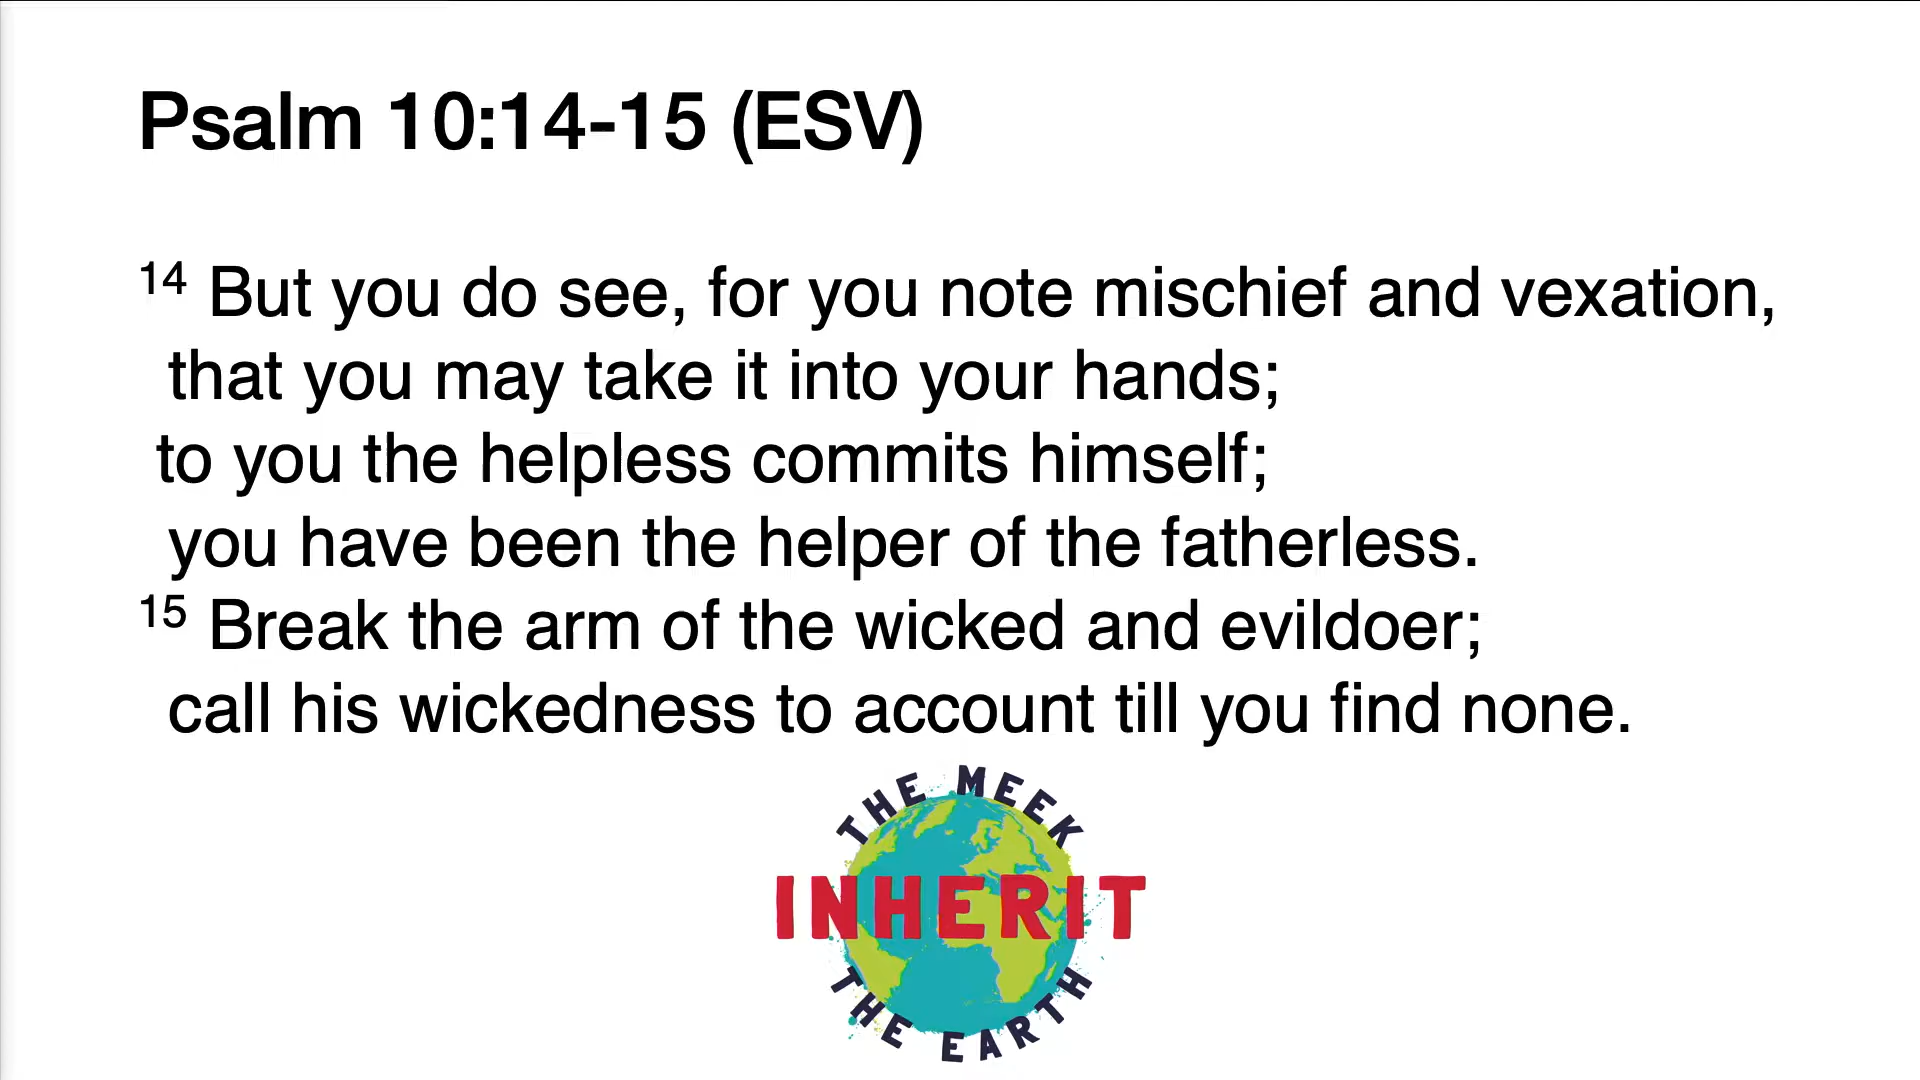 Psalm 10:14-15 (ESV)
14 But you do see, for you note mischief and vexation,
that you may take it into your hands;
to you the helpless commits himself;
you have been the helper of the fatherless.
15 Break the arm of the wicked and evildoer;
call his wickedness to account till you find none.
THE MEEK
INHERIT
THE EARTH